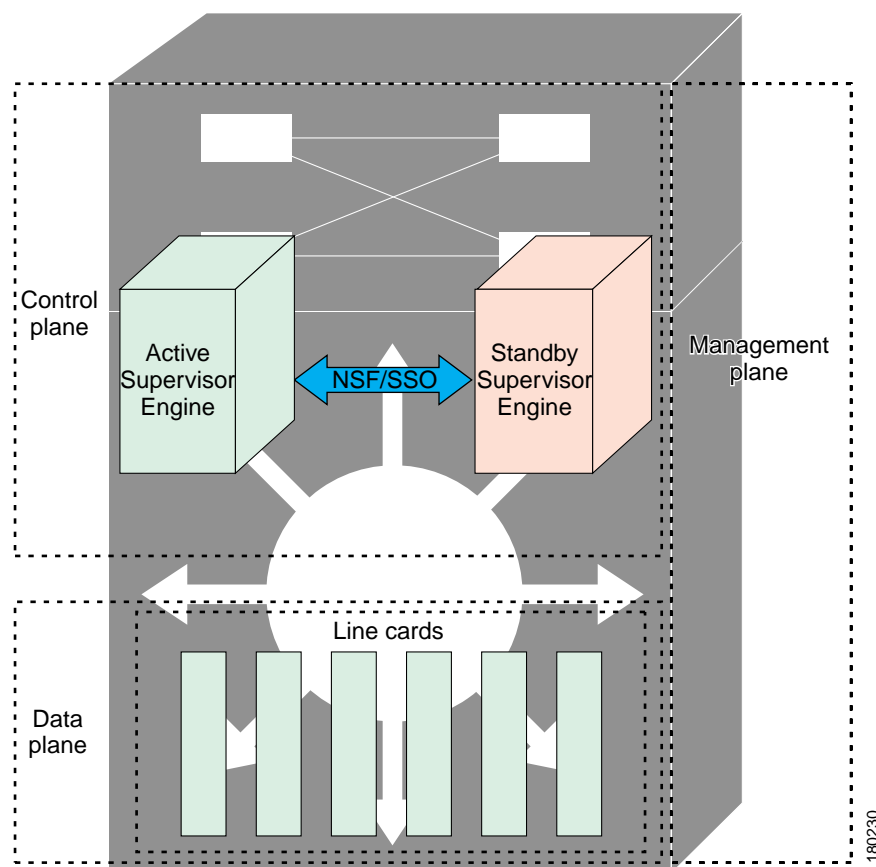 Control
plane
Active
Supervisor
Engine
NSF/SSO
Standby
Supervisor
Engine
Management
plane
Line cards
Data
plane
180230